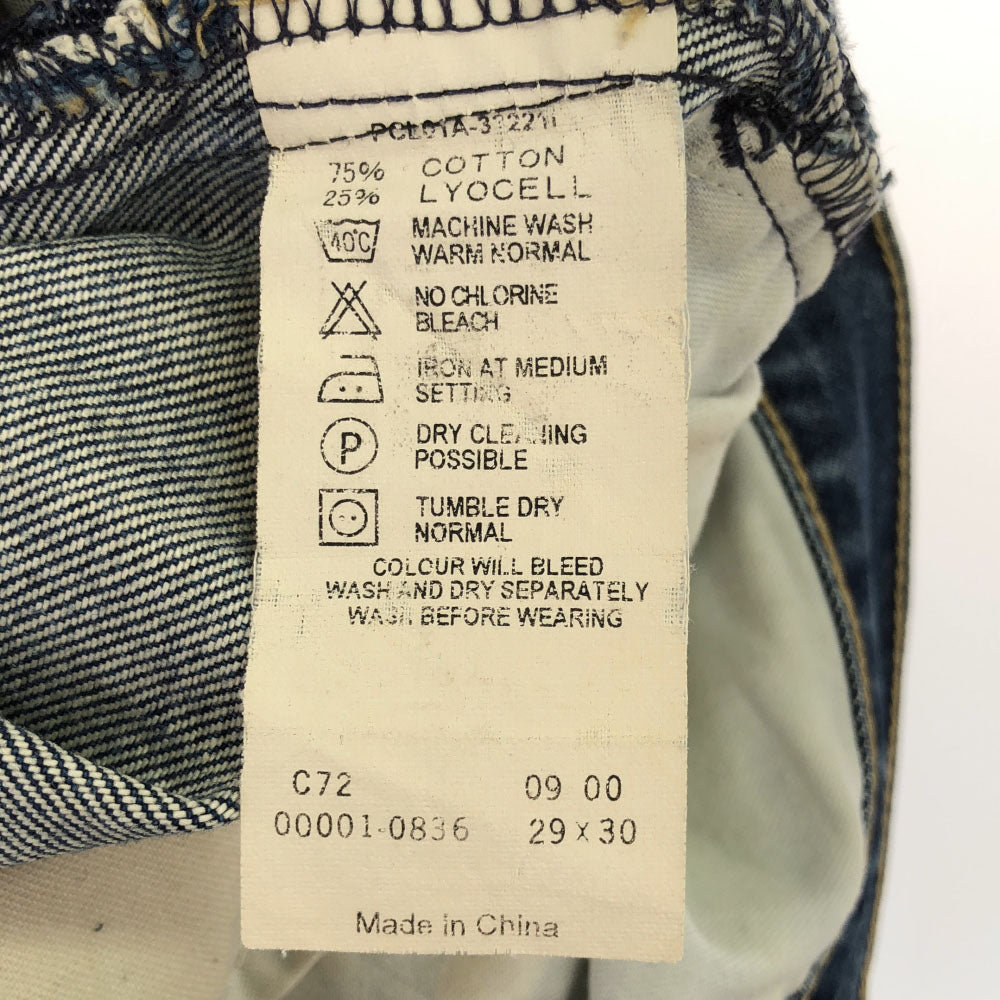 75% COTTON
25% LYOCELL
40°C MACHINE WASH
WARM NORMAL
NO CHLORINE
BLEACH
IRON AT MEDIUM
SETTING
P DRY CLEANING
POSSIBLE
TUMBLE DRY
NORMAL
COLOUR WILL BLEED
WASH AND DRY SEPARATELY
WASH BEFORE WEARING
C72 09 00
00001-0836 29 x 30
Made in China